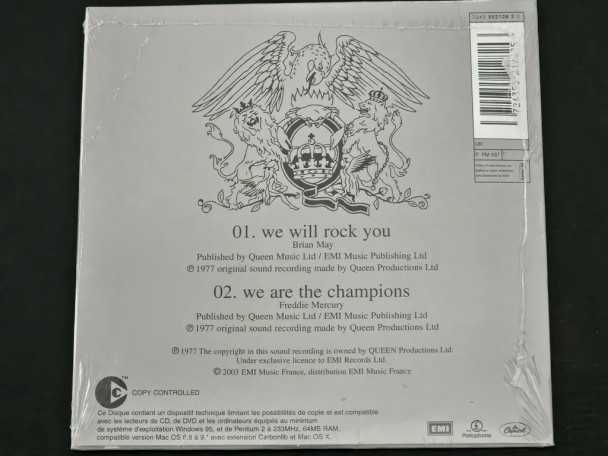 01. we will rock you
Brian May
Published by Queen Music Ltd / EMI Music Publishing Ltd
℗ 1977 original sound recording made by Queen Productions Ltd
02. we are the champions
Freddie Mercury
Published by Queen Music Ltd / EMI Music Publishing Ltd
℗ 1977 original sound recording made by Queen Productions Ltd
℗ 1977 The copyright in this sound recording is owned by QUEEN Productions Ltd.
Under exclusive licence to EMI Records Ltd.
© 2003 EMI Music France, distribution EMI Music France
™
COPY CONTROLLED
Ce Disque contient un dispositif technique limitant les possibilités de copie et est compatible
avec les lecteurs de CD, de DVD et les ordinateurs équipés au minimum
de système d'exploitation Windows 95, et de Pentium 2 à 233MHz, 64MB RAM,
compatible version Mac OS et 9.* avec extension Carbonlib et Mac OS X.
EMI
Parlophone
Capitol